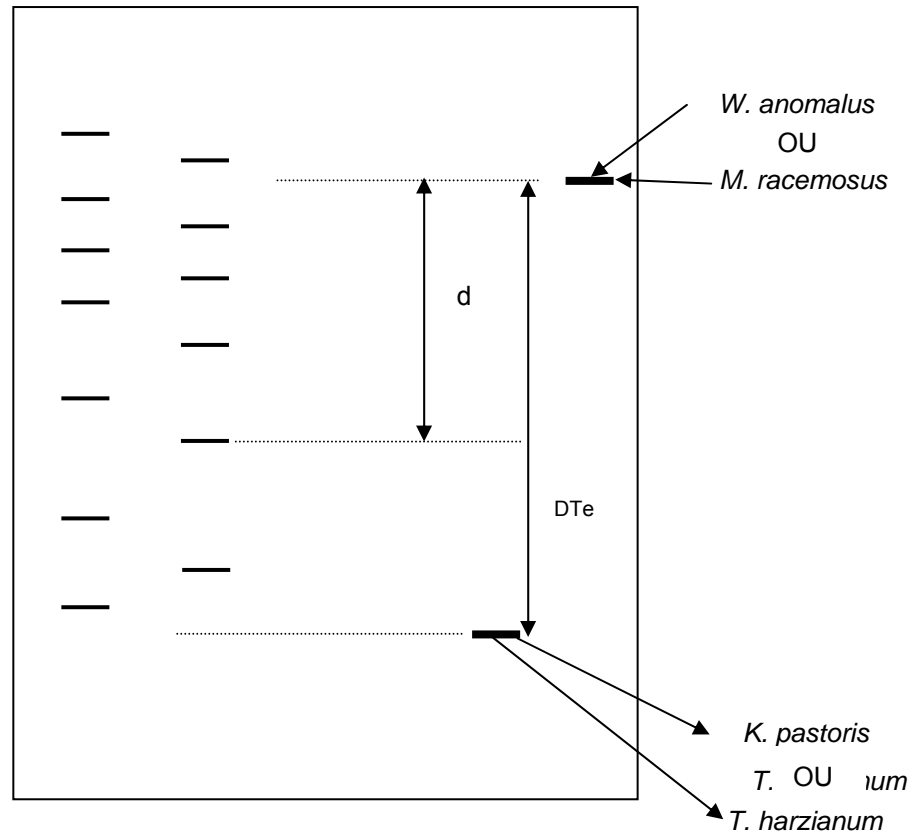 W. anomalus
OU
M. racemosus
d
DTe
K. pastoris
T. OU
T. harzianum